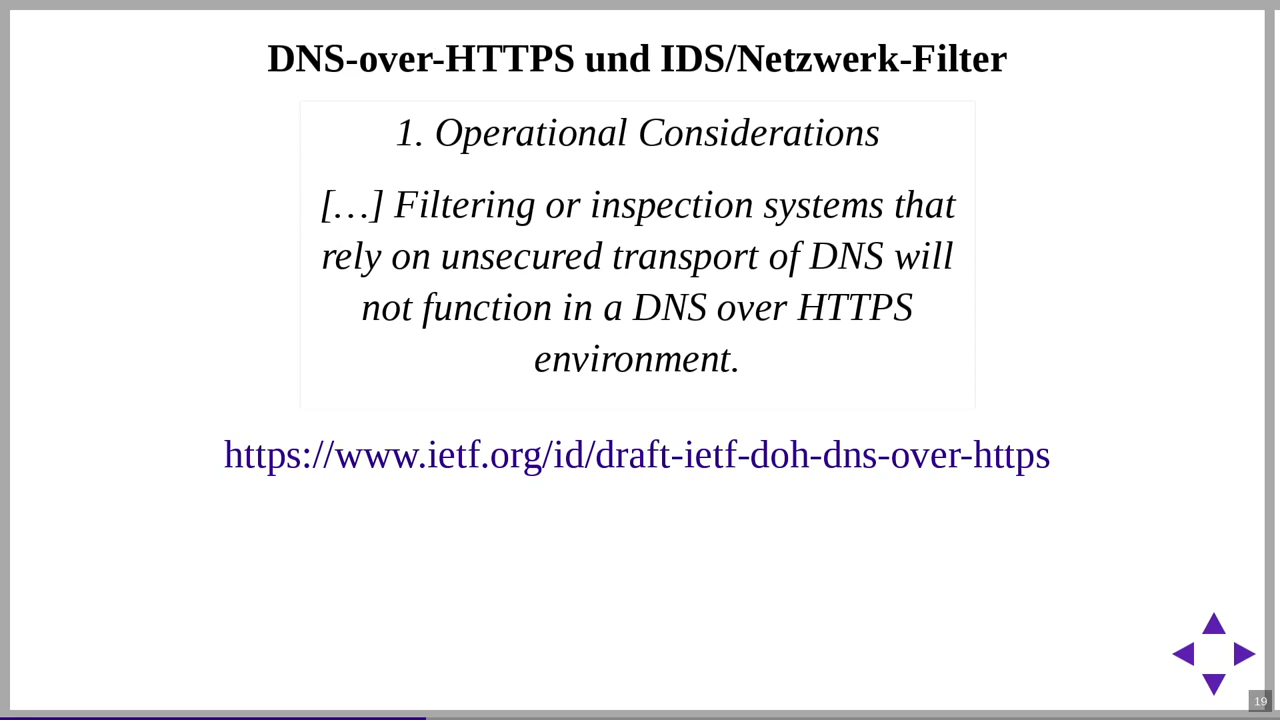 DNS-over-HTTPS und IDS/Netzwerk-Filter
1. Operational Considerations
[…] Filtering or inspection systems that
rely on unsecured transport of DNS will
not function in a DNS over HTTPS
environment.
https://www.ietf.org/id/draft-ietf-doh-dns-over-https
19